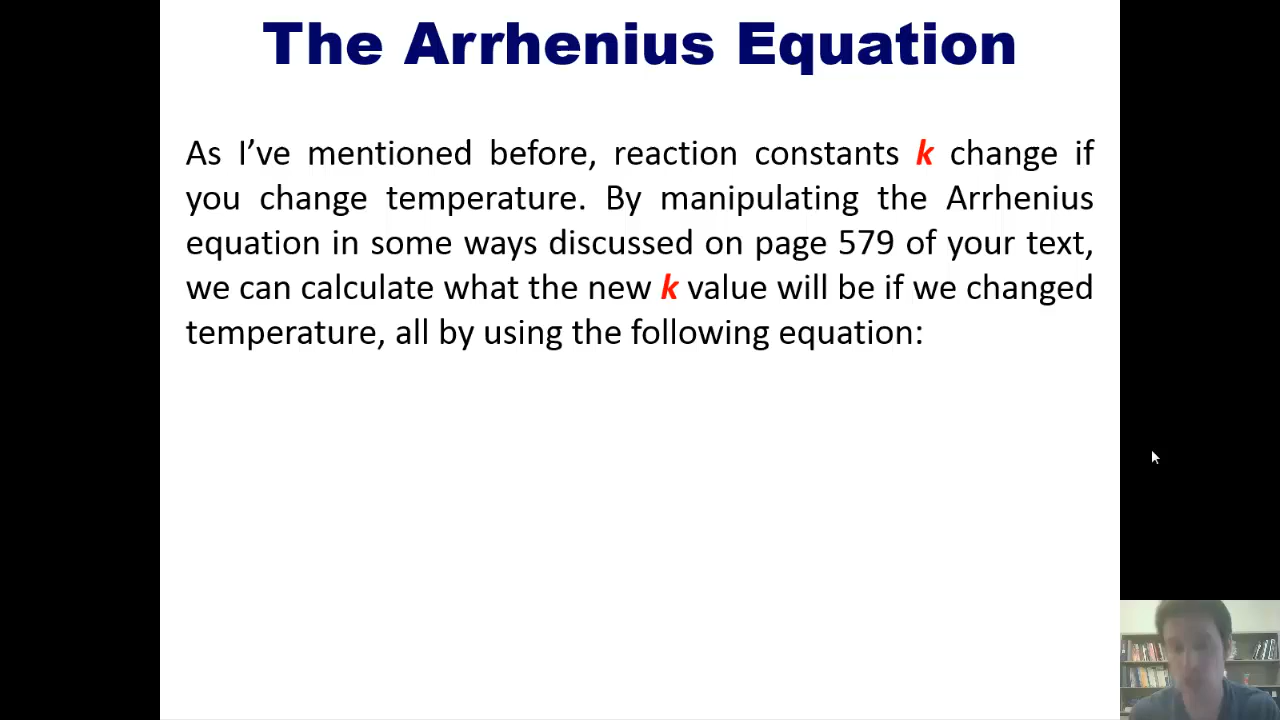 The Arrhenius Equation
As I’ve mentioned before, reaction constants k change if
you change temperature. By manipulating the Arrhenius
equation in some ways discussed on page 579 of your text,
we can calculate what the new k value will be if we changed
temperature, all by using the following equation: